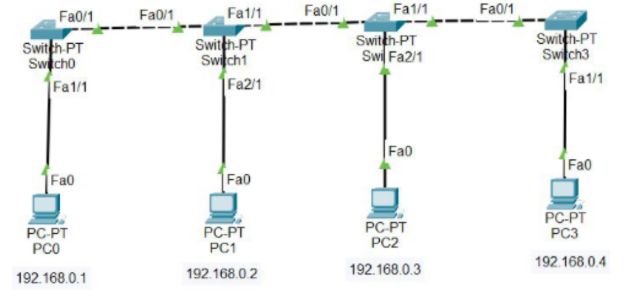 Fa0/1
Fa0/1
Fa1/1
Fa0/1
Fa1/1
Fa0/1
Switch-PT
Switch0
Switch-PT
Switch1
Switch-PT
Swi
Switch-PT
Switch3
Fa1/1
Fa2/1
Fa2/1
Fa1/1
Fa0
Fa0
Fa0
Fa0
PC-PT
PC0
PC-PT
PC1
PC-PT
PC2
PC-PT
PC3
192.168.0.1
192.168.0.2
192.168.0.3
192.168.0.4